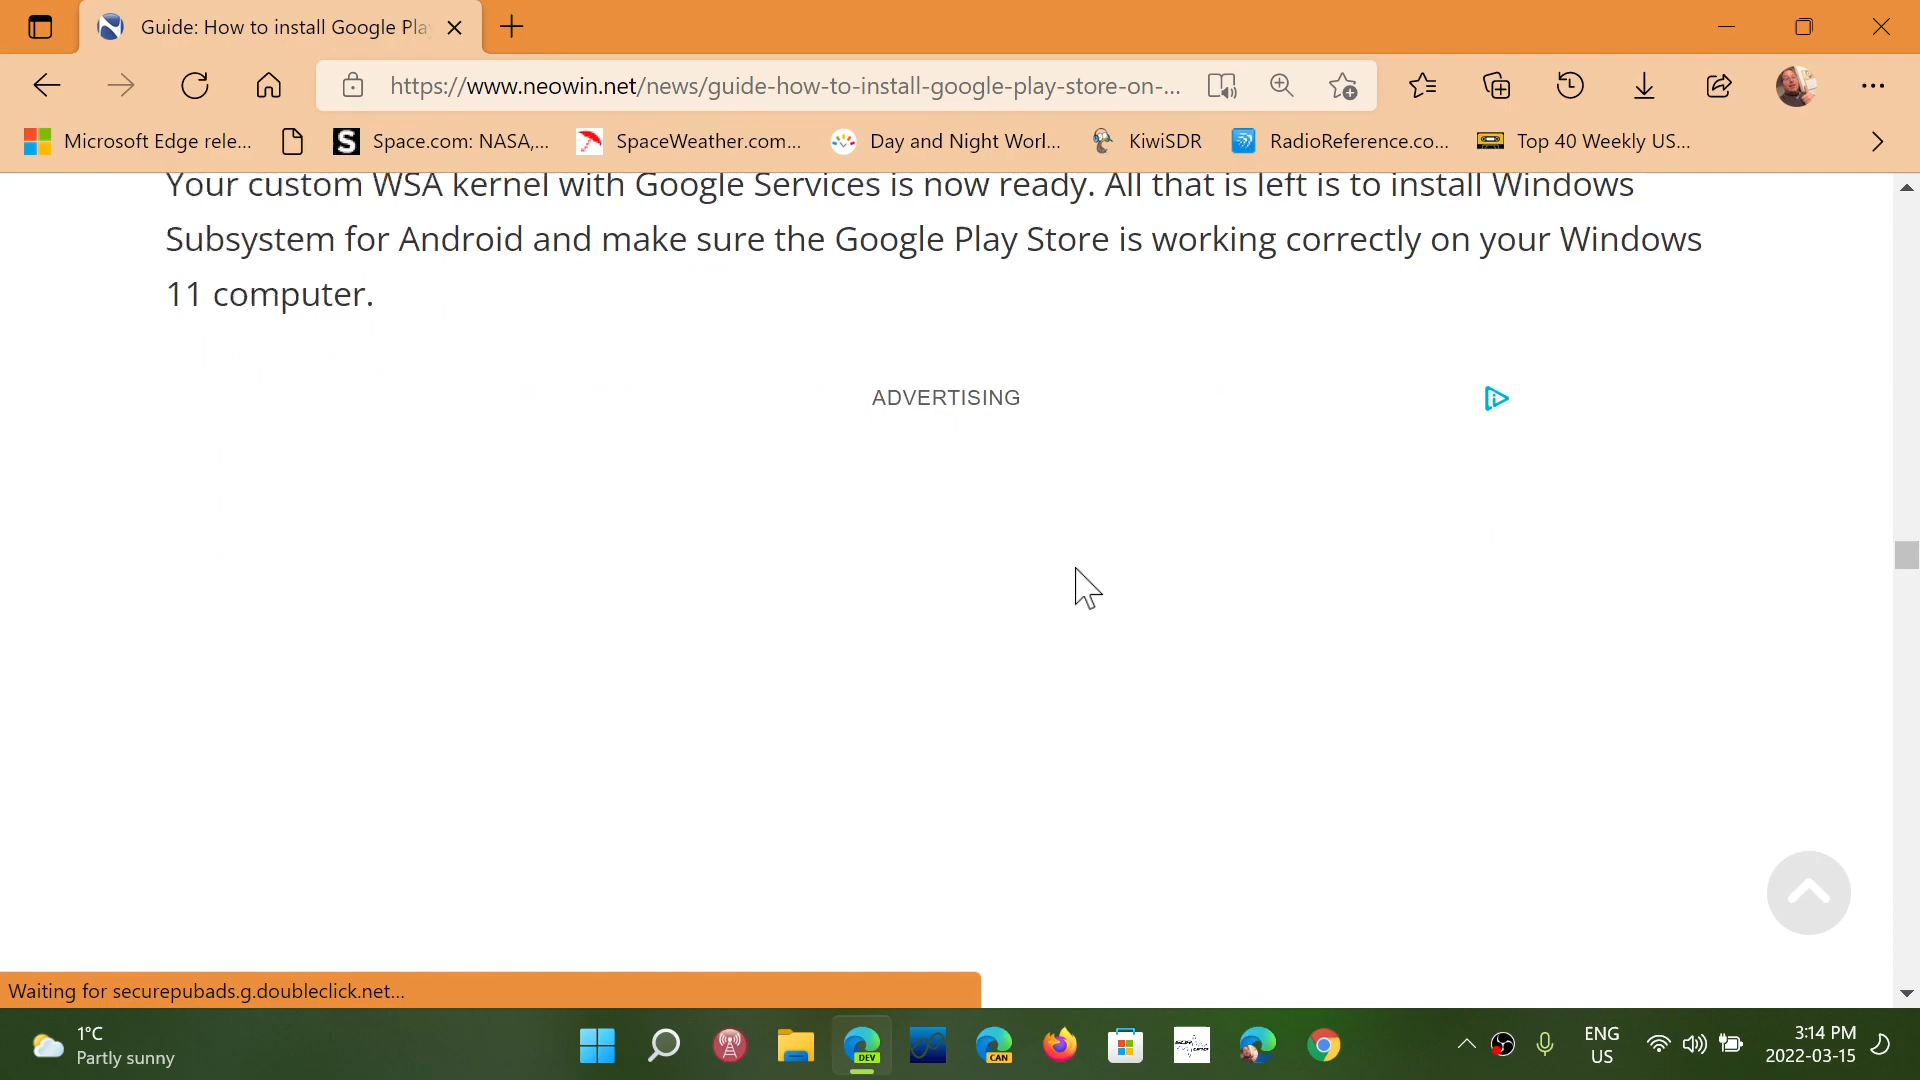 Guide: How to install Google Pla
https://www.neowin.net/news/guide-how-to-install-google-play-store-on-...
Microsoft Edge rele...
S
Space.com: NASA,...
SpaceWeather.com...
Day and Night Worl...
KiwiSDR
RadioReference.co...
Top 40 Weekly US...
Your custom WSA kernel with Google Services is now ready. All that is left is to install Windows
Subsystem for Android and make sure the Google Play Store is working correctly on your Windows
11 computer.
ADVERTISING
Waiting for securepubads.g.doubleclick.net...
1°C
Partly sunny
DEV
CAN
ENG
US
3:14 PM
2022-03-15